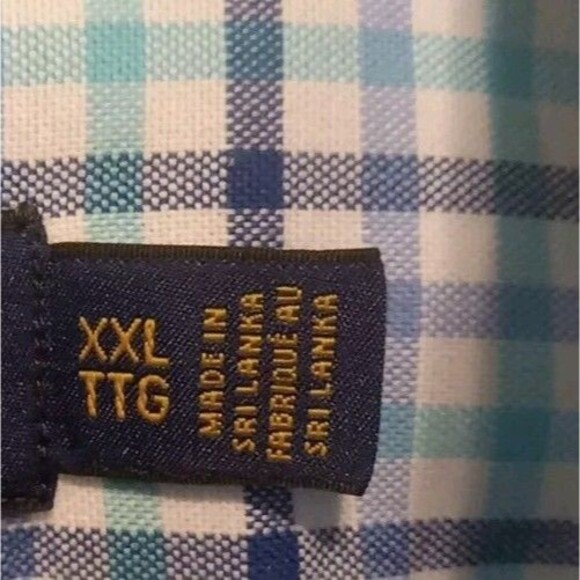 XXL
TTG
MADE IN
SRI LANKA
FABRIQUÉ AU
SRI LANKA